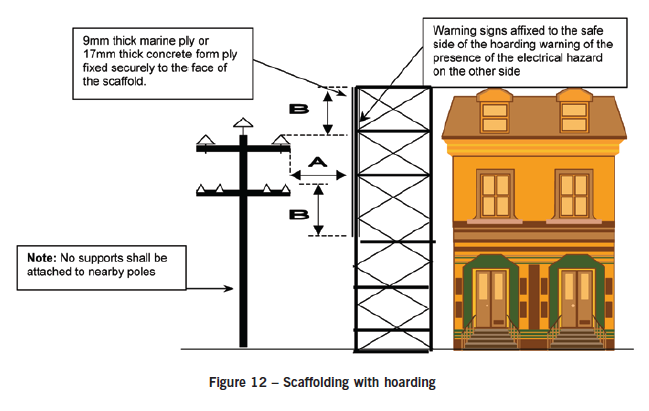 9mm thick marine ply or
17mm thick concrete form ply
fixed securely to the face of
the scaffold.
Warning signs affixed to the safe
side of the hoarding warning of the
presence of the electrical hazard
on the other side
B
A
B
Note: No supports shall be
attached to nearby poles
Figure 12 – Scaffolding with hoarding